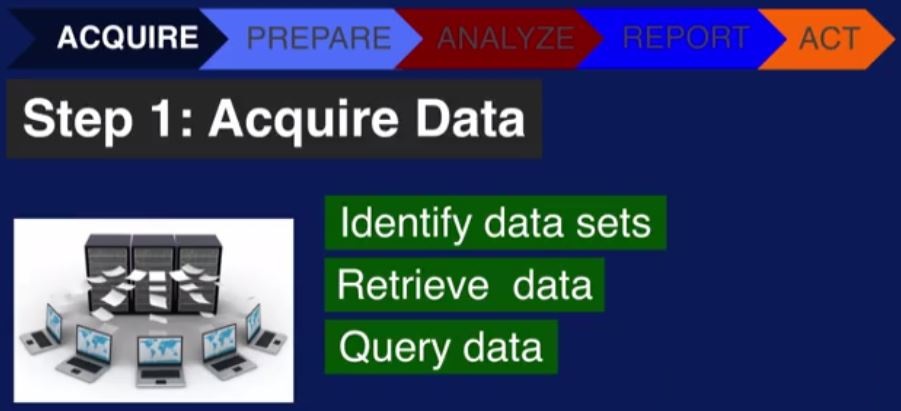 ACQUIRE PREPARE ANALYZE REPORT ACT
Step 1: Acquire Data
Identify data sets
Retrieve data
Query data